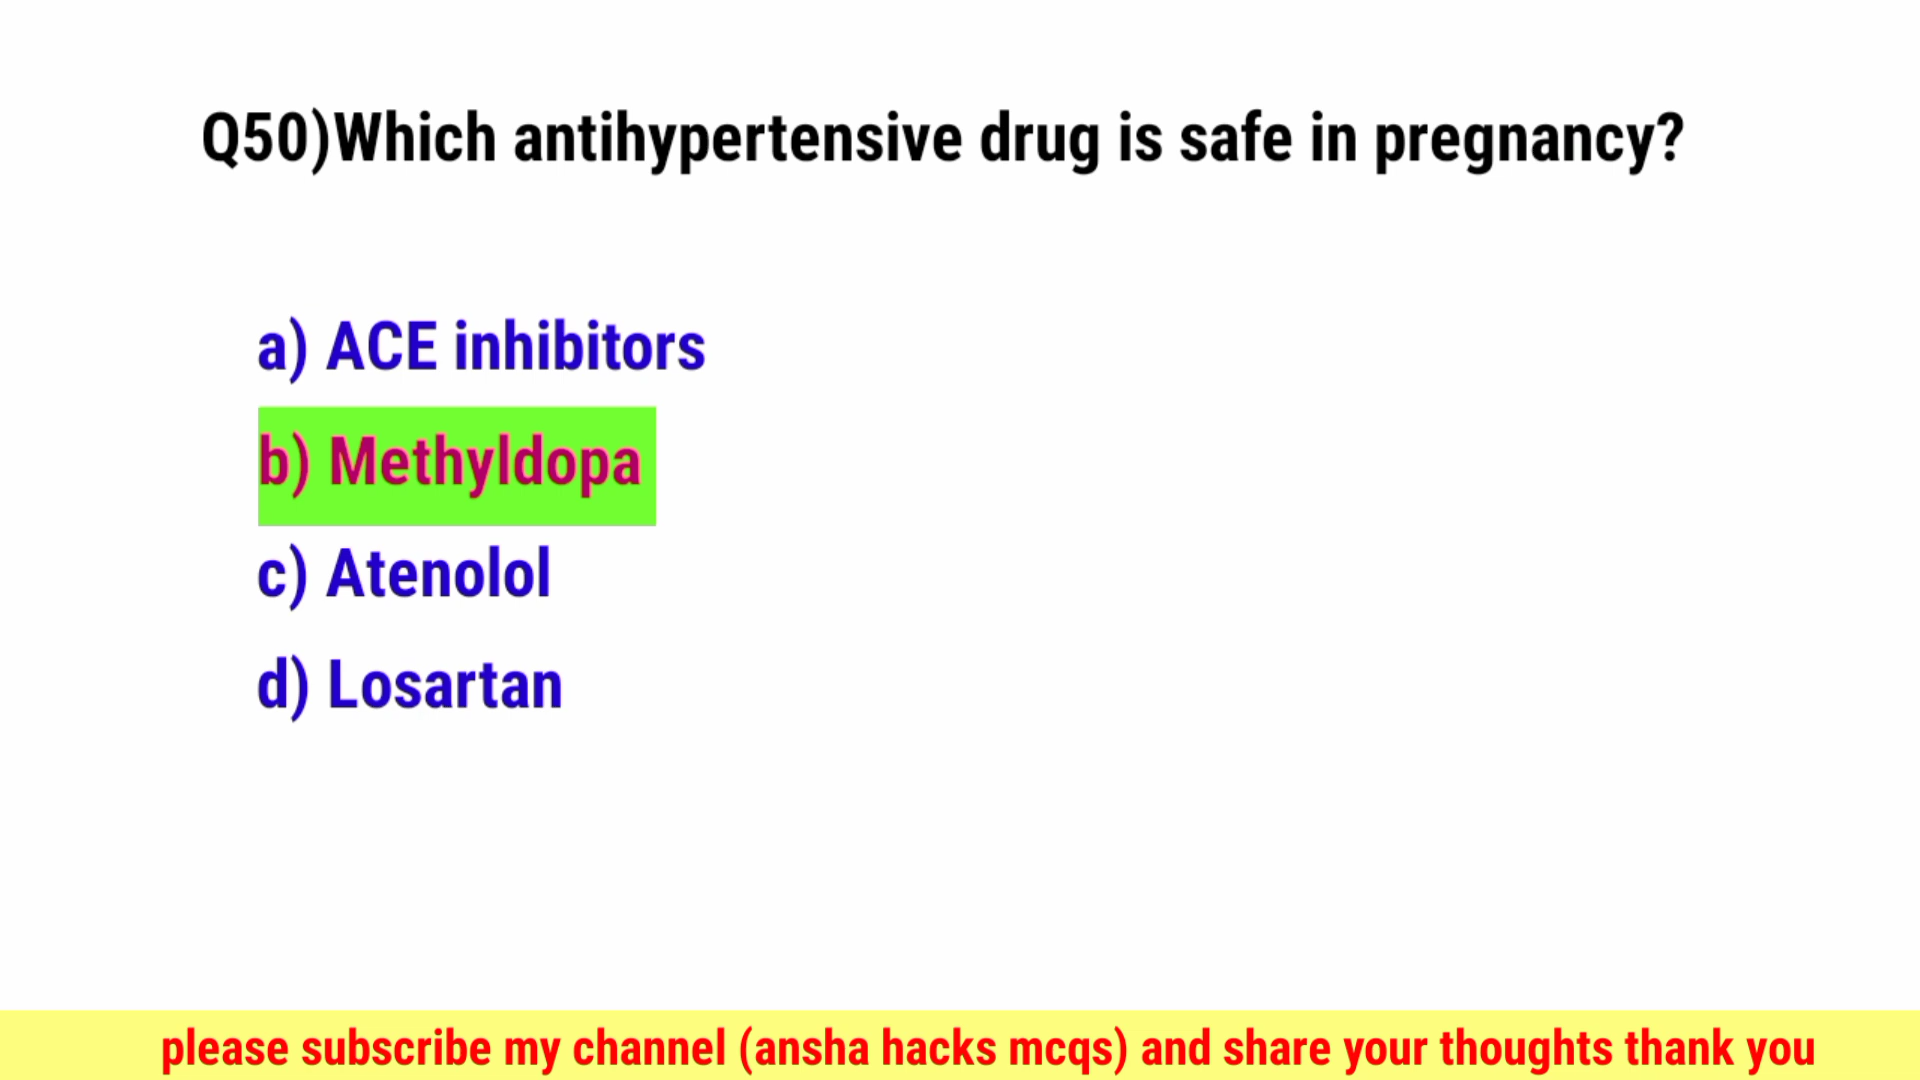 Q50)Which antihypertensive drug is safe in pregnancy?
a) ACE inhibitors
b) Methyldopa
c) Atenolol
d) Losartan
please subscribe my channel (ansha hacks mcqs) and share your thoughts thank you